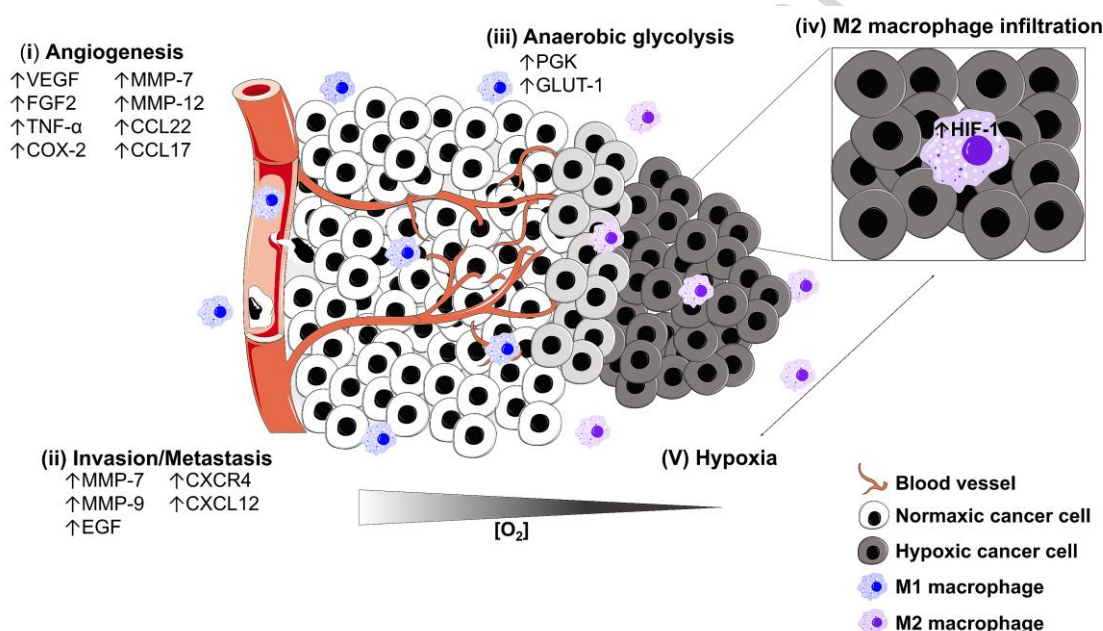 (i) Angiogenesis
↑VEGF ↑MMP-7
↑FGF2 ↑MMP-12
↑TNF-α ↑CCL22
↑COX-2 ↑CCL17
(iii) Anaerobic glycolysis
↑PGK
↑GLUT-1
(iv) M2 macrophage infiltration
↑HIF-1
(ii) Invasion/Metastasis
↑MMP-7 ↑CXCR4
↑MMP-9 ↑CXCL12
↑EGF
[O₂]
(V) Hypoxia
Blood vessel
Normaxic cancer cell
Hypoxic cancer cell
M1 macrophage
M2 macrophage